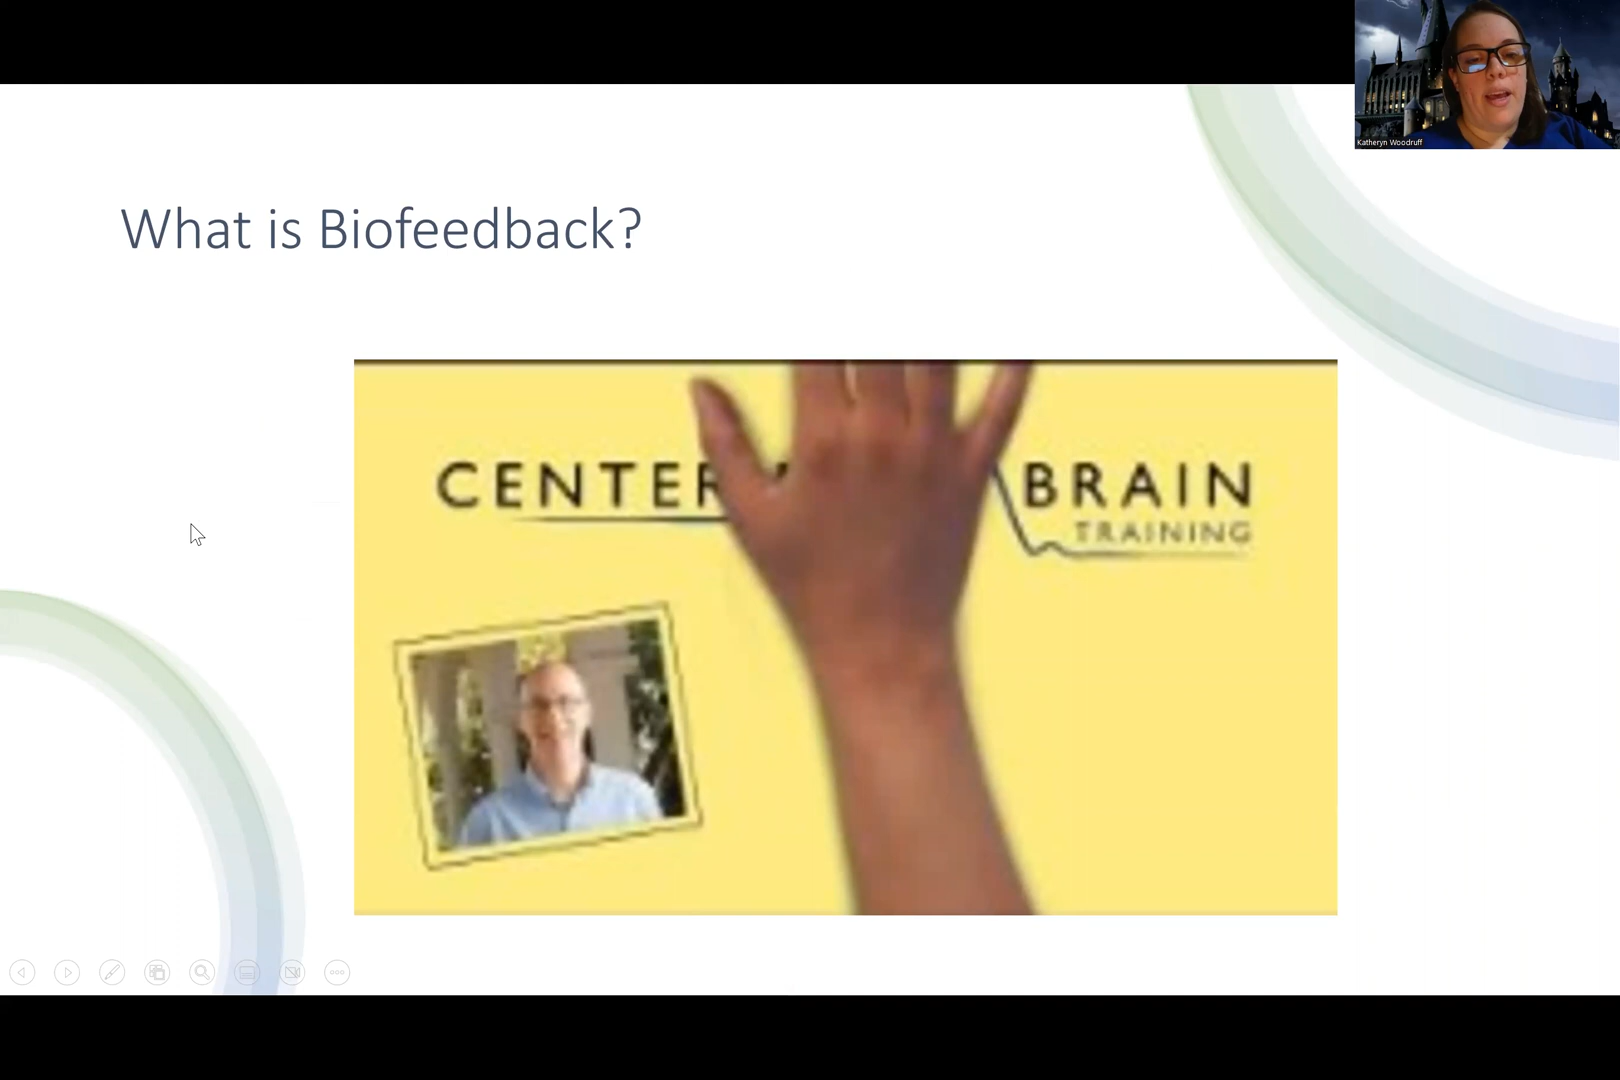 Katheryn Woodruff
What is Biofeedback?
CENTER BRAIN
TRAINING